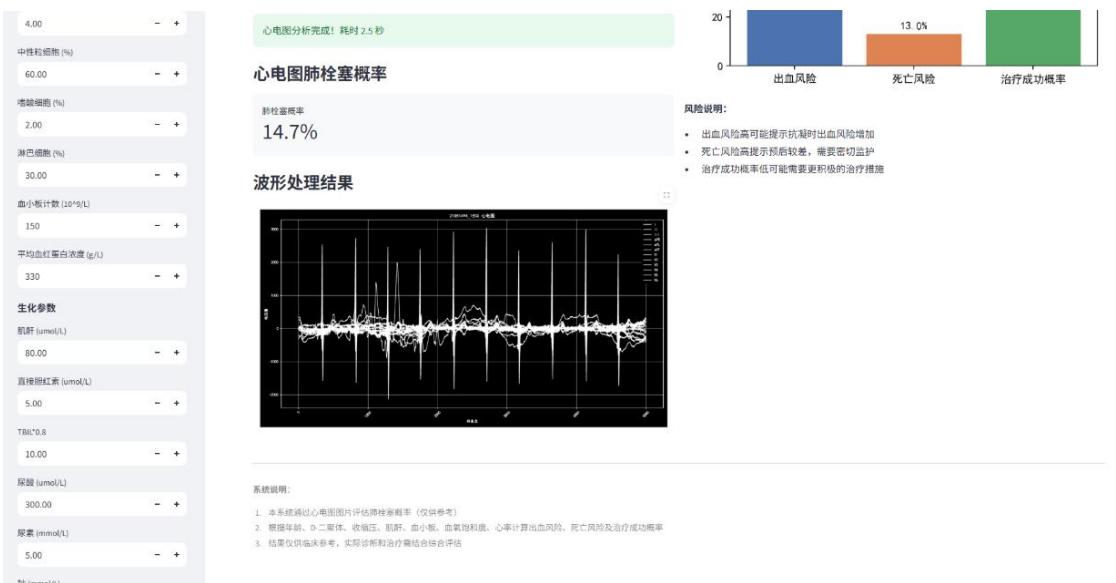 4.00
- +
中性粒细胞 (%)
60.00
- +
嗜酸细胞 (%)
2.00
- +
淋巴细胞 (%)
30.00
- +
血小板计数 (10^9/L)
150
- +
平均血红蛋白浓度 (g/L)
330
- +
生化参数
肌酐 (umol/L)
80.00
- +
直接胆红素 (umol/L)
5.00
- +
TBIL*0.8
10.00
- +
尿酸 (umol/L)
300.00
- +
尿素 (mmol/L)
5.00
- +
心电图分析完成！耗时 2.5 秒
心电图肺栓塞概率
肺栓塞概率
14.7%
波形处理结果
系统说明：
1. 本系统通过心电图图片评估肺栓塞概率（仅供参考）
2. 根据年龄、D-二聚体、收缩压、肌酐、血小板、血氧饱和度、心率计算出血风险、死亡风险及治疗成功概率
3. 结果仅供临床参考，实际诊断和治疗需结合综合评估
20
13.0%
0
出血风险
死亡风险
治疗成功概率
风险说明：
• 出血风险高可能提示抗凝时出血风险增加
• 死亡风险高提示预后较差，需要密切监护
• 治疗成功概率低可能需要更积极的治疗措施